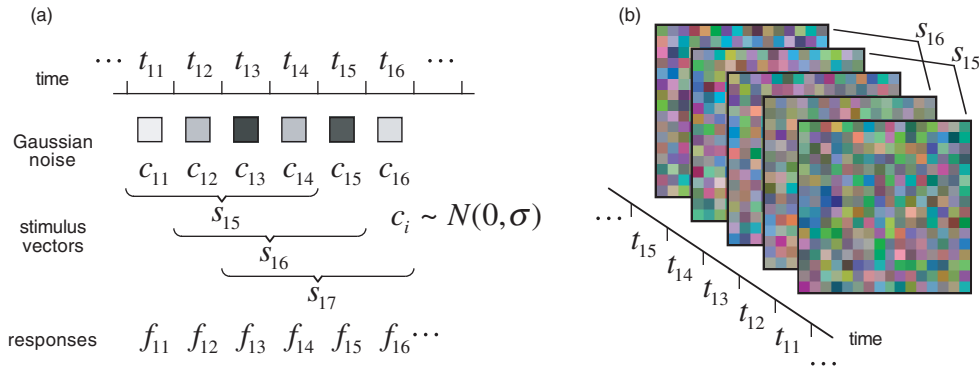 (a)
⋯ t₁₁ t₁₂ t₁₃ t₁₄ t₁₅ t₁₆ ⋯
time
Gaussian
noise
c₁₁ c₁₂ c₁₃ c₁₄ c₁₅ c₁₆
s₁₅
cᵢ ~ N(0,σ)
stimulus
vectors
s₁₆
s₁₇
responses f₁₁ f₁₂ f₁₃ f₁₄ f₁₅ f₁₆ ⋯
(b)
s₁₆
s₁₅
⋯ t₁₅ t₁₄ t₁₃ t₁₂ t₁₁ ⋯
time